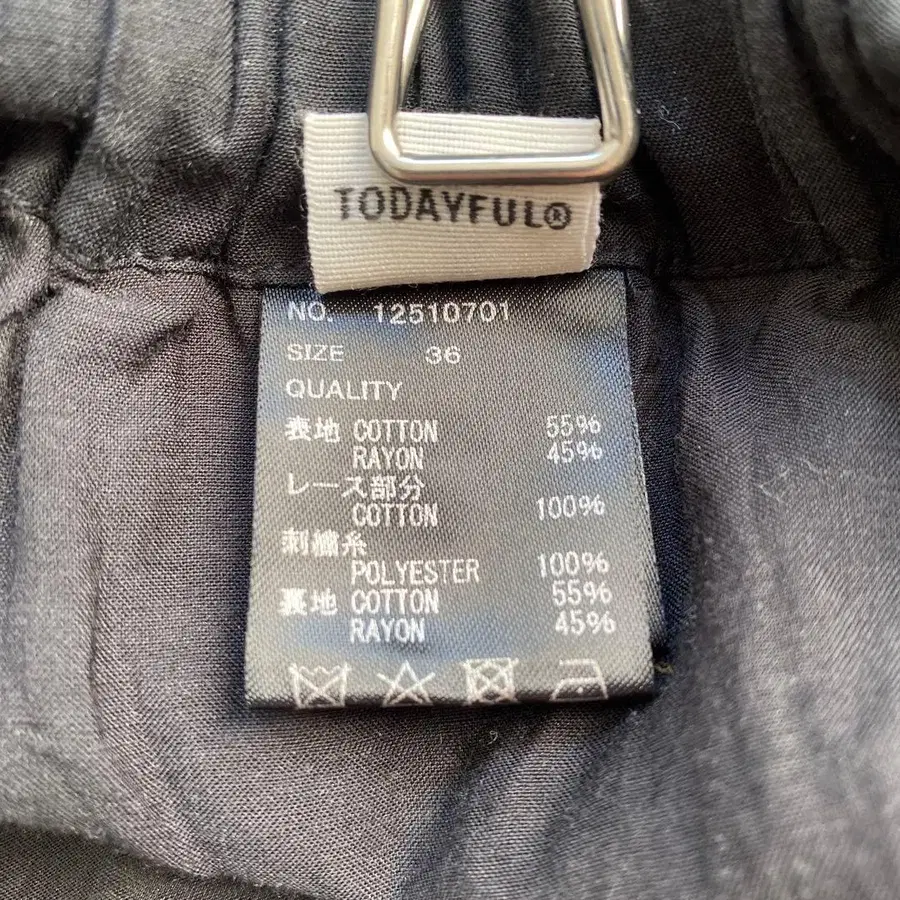 TODAYFUL®
NO. 12510701
SIZE 36
QUALITY
表地 COTTON 55%
RAYON 45%
レース部分
COTTON 100%
刺繍糸
POLYESTER 100%
裏地 COTTON 55%
RAYON 45%